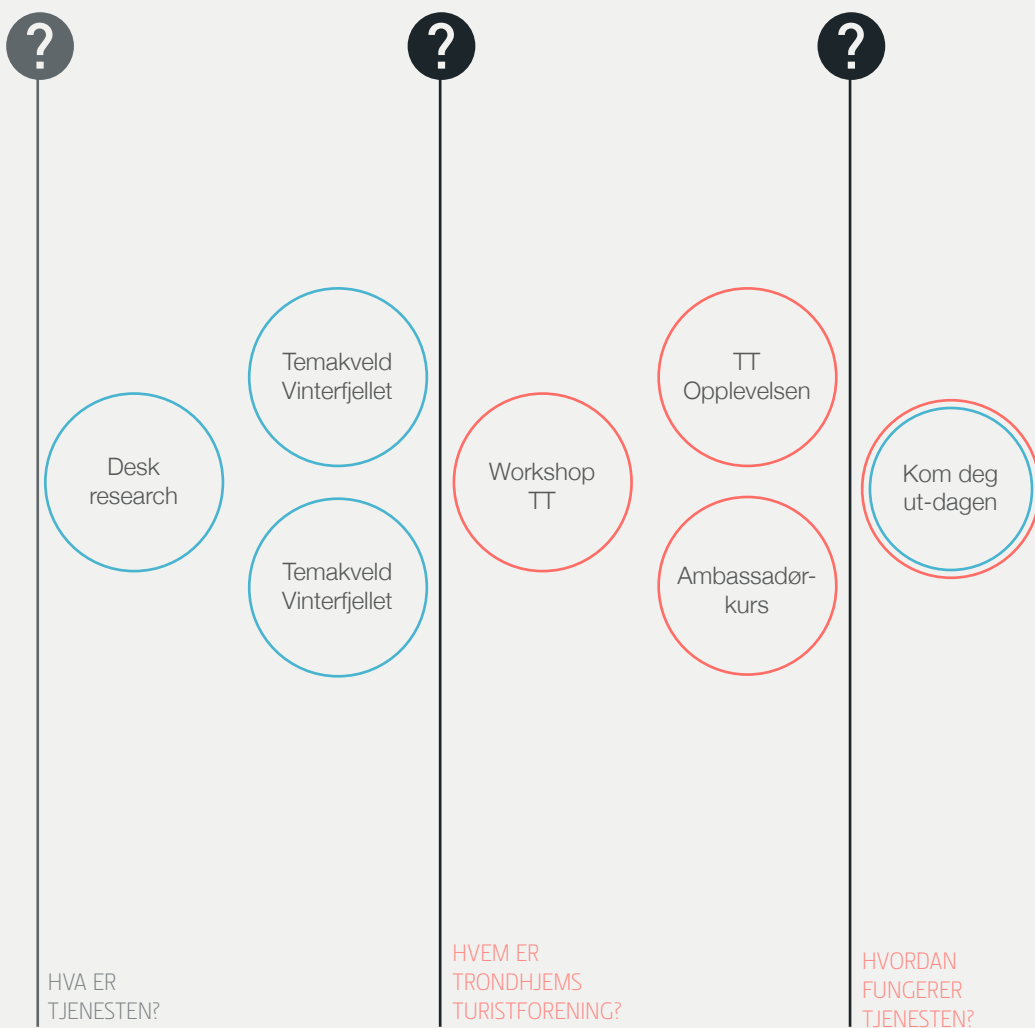 ?
?
?
Desk
research
Temakveld
Vinterfjellet
Temakveld
Vinterfjellet
Workshop
TT
TT
Opplevelsen
Ambassadør-
kurs
Kom deg
ut-dagen
HVA ER
TJENESTEN?
HVEM ER
TRONDHJEMS
TURISTFORENING?
HVORDAN
FUNGERER
TJENESTEN?